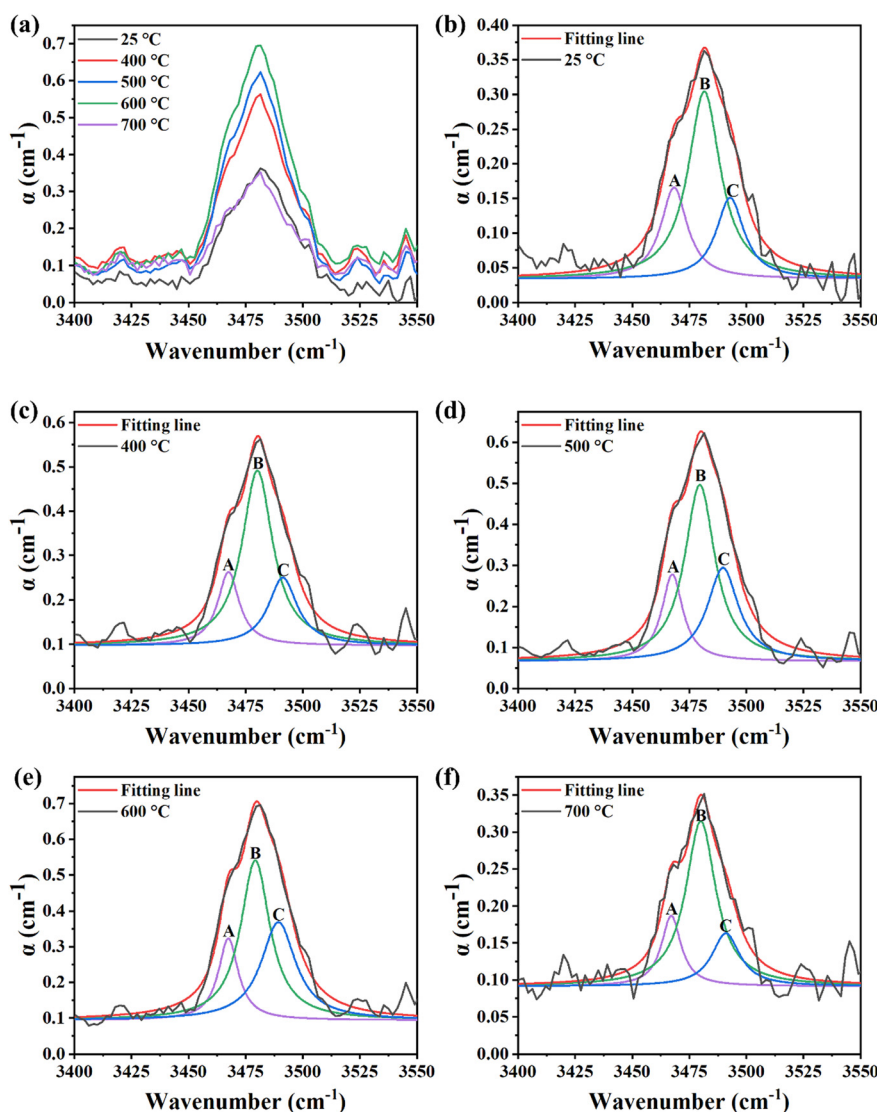 (a)
25 °C
400 °C
500 °C
600 °C
700 °C
0.7
0.6
0.5
0.4
0.3
0.2
0.1
0.0
α (cm⁻¹)
3400 3425 3450 3475 3500 3525 3550
Wavenumber (cm⁻¹)
(b)
Fitting line
25 °C
0.40
0.35
0.30
0.25
0.20
0.15
0.10
0.05
0.00
A
B
C
α (cm⁻¹)
3400 3425 3450 3475 3500 3525 3550
Wavenumber (cm⁻¹)
(c)
Fitting line
400 °C
0.6
0.5
0.4
0.3
0.2
0.1
0.0
A
B
C
α (cm⁻¹)
3400 3425 3450 3475 3500 3525 3550
Wavenumber (cm⁻¹)
(d)
Fitting line
500 °C
0.6
0.5
0.4
0.3
0.2
0.1
0.0
A
B
C
α (cm⁻¹)
3400 3425 3450 3475 3500 3525 3550
Wavenumber (cm⁻¹)
(e)
Fitting line
600 °C
0.7
0.6
0.5
0.4
0.3
0.2
0.1
0.0
A
B
C
α (cm⁻¹)
3400 3425 3450 3475 3500 3525 3550
Wavenumber (cm⁻¹)
(f)
Fitting line
700 °C
0.35
0.30
0.25
0.20
0.15
0.10
0.05
0.00
A
B
C
α (cm⁻¹)
3400 3425 3450 3475 3500 3525 3550
Wavenumber (cm⁻¹)